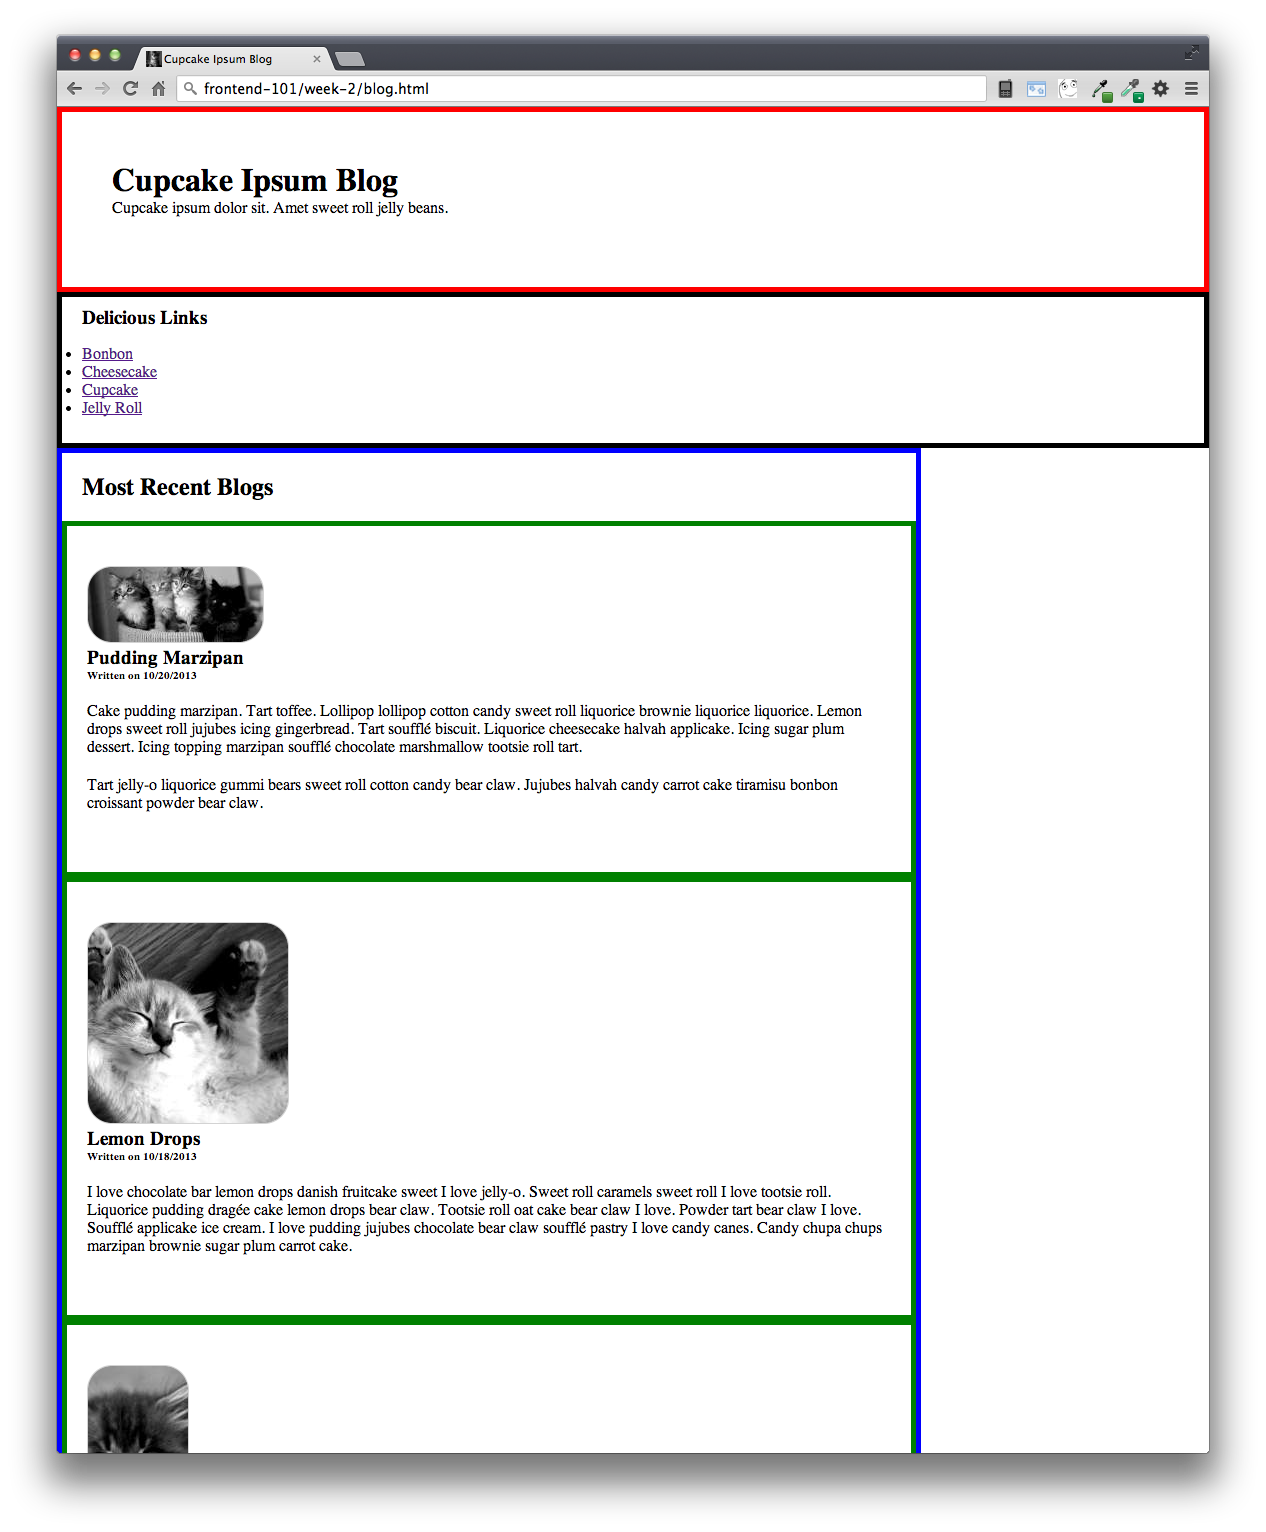 Cupcake Ipsum Blog
frontend-101/week-2/blog.html
Cupcake Ipsum Blog
Cupcake ipsum dolor sit. Amet sweet roll jelly beans.
Delicious Links
Bonbon
Cheesecake
Cupcake
Jelly Roll
Most Recent Blogs
Pudding Marzipan
Written on 10/20/2013
Cake pudding marzipan. Tart toffee. Lollipop lollipop cotton candy sweet roll liquorice brownie liquorice liquorice. Lemon
drops sweet roll jujubes icing gingerbread. Tart soufflé biscuit. Liquorice cheesecake halvah applicake. Icing sugar plum
dessert. Icing topping marzipan soufflé chocolate marshmallow tootsie roll tart.
Tart jelly-o liquorice gummi bears sweet roll cotton candy bear claw. Jujubes halvah candy carrot cake tiramisu bonbon
croissant powder bear claw.
Lemon Drops
Written on 10/18/2013
I love chocolate bar lemon drops danish fruitcake sweet I love jelly-o. Sweet roll caramels sweet roll I love tootsie roll.
Liquorice pudding dragée cake lemon drops bear claw. Tootsie roll oat cake bear claw I love. Powder tart bear claw I love.
Soufflé applicake ice cream. I love pudding jujubes chocolate bear claw soufflé pastry I love candy canes. Candy chupa chups
marzipan brownie sugar plum carrot cake.